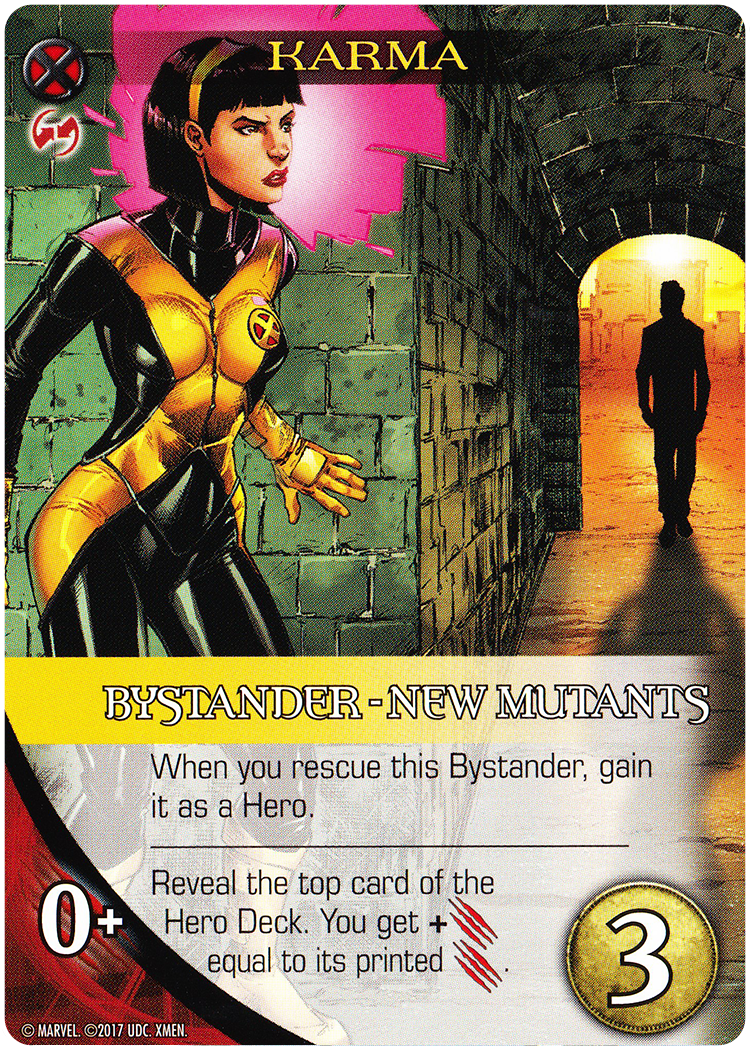 KARMA
BYSTANDER - NEW MUTANTS
When you rescue this Bystander, gain
it as a Hero.
Reveal the top card of the
Hero Deck. You get +
equal to its printed .
0+
3
© MARVEL. ©2017 UDC. XMEN.